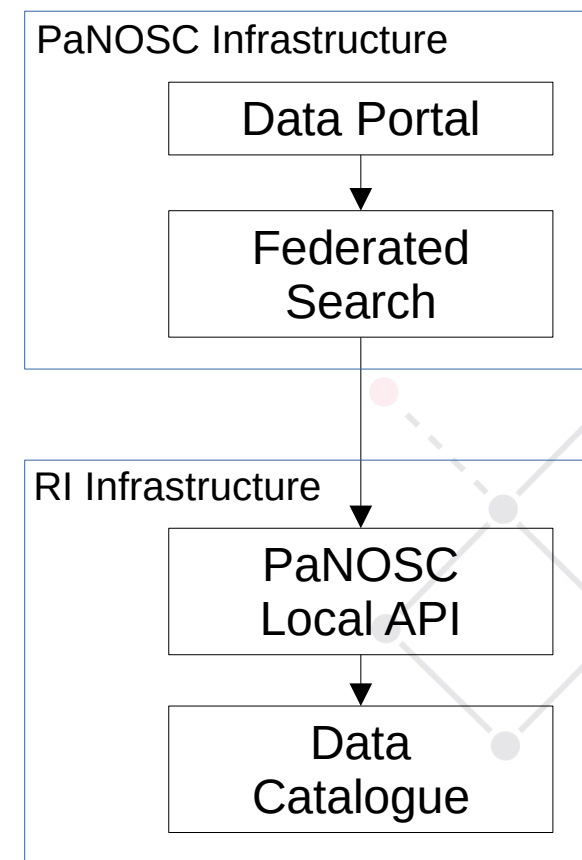 PaNOSC Infrastructure
Data Portal
Federated
Search
RI Infrastructure
PaNOSC
Local API
Data
Catalogue